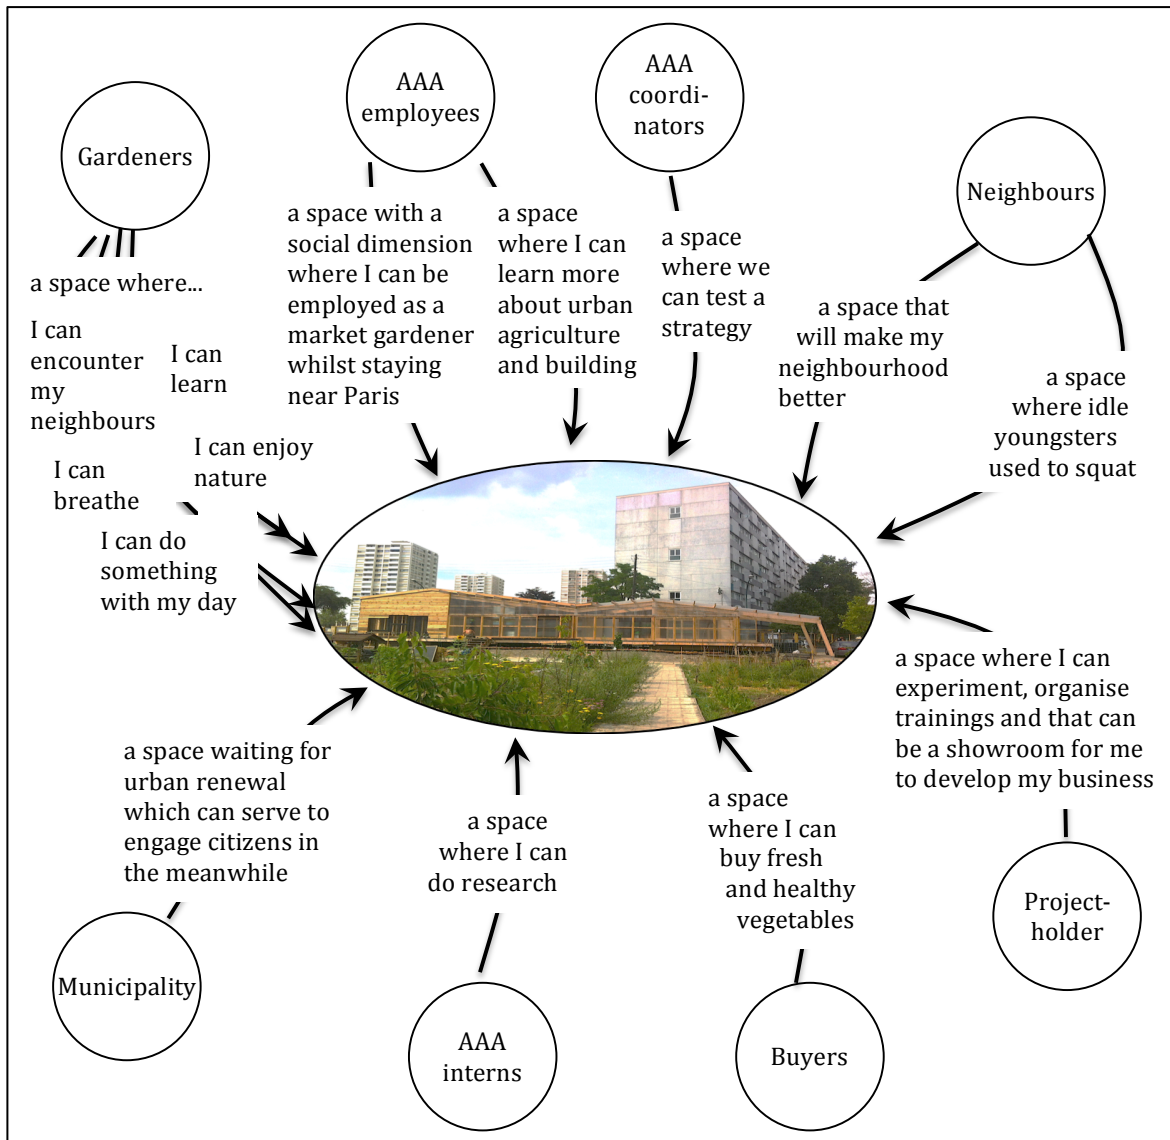 Gardeners
AAA
employees
AAA
coordi-
nators
Neighbours
a space where...
I can
encounter
my
neighbours
I can
learn
I can enjoy
nature
I can
breathe
I can do
something
with my day
a space with a
social dimension
where I can be
employed as a
market gardener
whilst staying
near Paris
a space
where I can
learn more
about urban
agriculture
and building
a space
where we
can test a
strategy
a space that
will make my
neighbourhood
better
a space
where idle
youngsters
used to squat
a space waiting for
urban renewal
which can serve to
engage citizens in
the meanwhile
Municipality
a space
where I can
do research
AAA
interns
a space
where I can
buy fresh
and healthy
vegetables
Buyers
a space where I can
experiment, organise
trainings and that can
be a showroom for me
to develop my business
Project-
holder